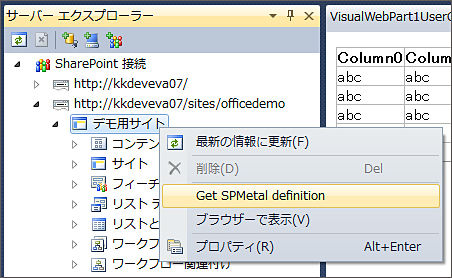 サーバー エクスプローラー
VisualWebPart1UserC
SharePoint 接続
http://kkdeveva07/
http://kkdeveva07/sites/officedemo
デモ用サイト
コンテン
サイト
フィーチ
リスト テ
リストと
ワークフ
ワークフロー関連付け
最新の情報に更新(F)
削除(D) Del
Get SPMetal definition
ブラウザーで表示(V)
プロパティ(R) Alt+Enter
Column0 Column
abc abc
abc abc
abc abc